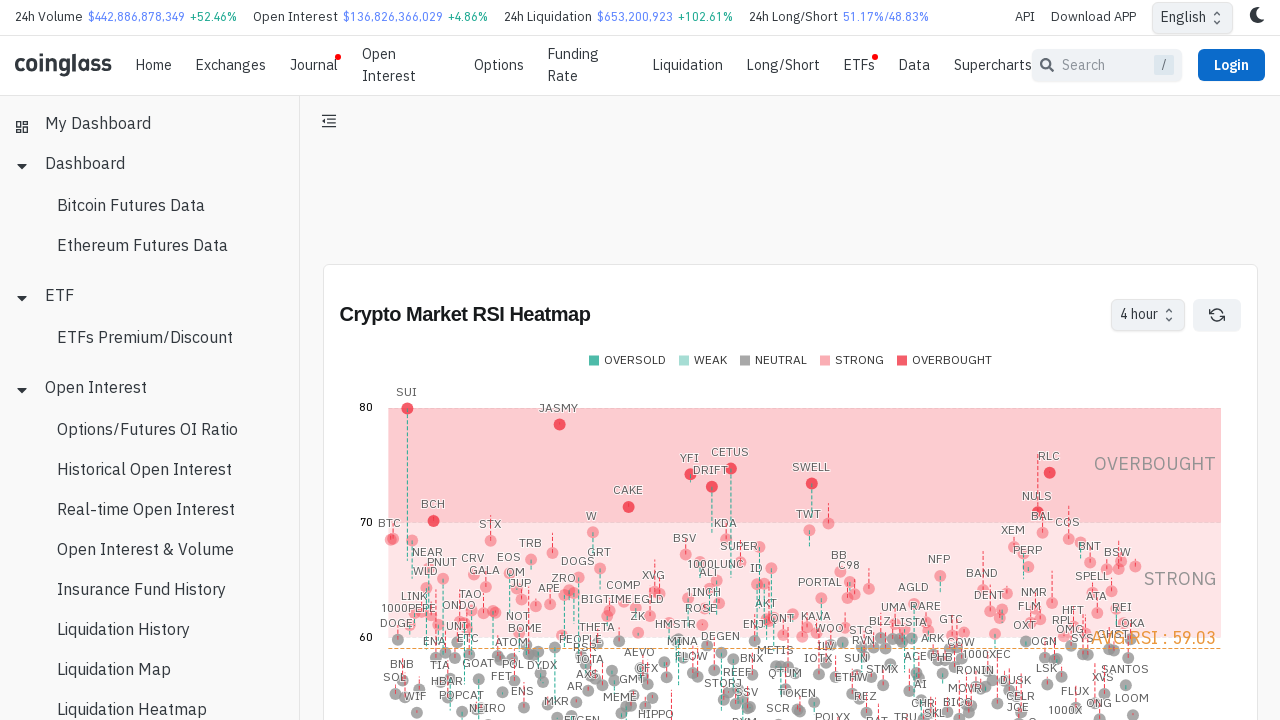 24h Volume $442,886,878,349 +52.46% Open Interest $136,826,366,029 +4.86% 24h Liquidation $653,200,923 +102.61% 24h Long/Short 51.17%/48.83% API Download APP English
coinglass Home Exchanges Journal Open Interest Options Funding Rate Liquidation Long/Short ETFs Data Supercharts Search / Login
My Dashboard
Dashboard
Bitcoin Futures Data
Ethereum Futures Data
ETF
ETFs Premium/Discount
Open Interest
Options/Futures OI Ratio
Historical Open Interest
Real-time Open Interest
Open Interest & Volume
Insurance Fund History
Liquidation History
Liquidation Map
Liquidation Heatmap
Crypto Market RSI Heatmap 4 hour
OVERSOLD WEAK NEUTRAL STRONG OVERBOUGHT
SUI
80 JASMY
CETUS
YFI RLC
OVERBOUGHT
DRIFT SWELL
CAKE
NULS
BCH
W TWT BAL
70 BTC STX KDA COS
XEM
BSV
TRB SUPER BNT
NEAR GRT PERP BSW
BB
CRV EOS NFP
PNUT DOGS 1000LUNC C98
WLD GALA OM ALI ID BAND
XVG SPELL STRONG
ZRO PORTAL
JUP APE COMP AGLD
1INCH NMR
LINK TAO DENT ATA
BIGTIME EGLD
ONDO AKT UMA RARE FLM
1000PEPE ROSE HFT REI
NOT ZK KAVA GTC
DOGE UNI THETA HMSTR ENJ BLZ LISTA RPL
BOME WOO OXT OMG
60 ENA ETC PEOPLE MINA DEGEN STG ARK
ATOM RSR METIS ILV COW OGN AVG RSI : 59.03
AEVO FLOW 1000XEC
BNB TIA GOAT POL DYDX IOTA BNX IOTX SUN ACE PHB
GFX LSK SANTOS
SOL HBAR FET AXS GMT REEF QTUM ETHW STMX RONIN XVS
AR STORJ AI MOVR DUSK
WIF POPCAT ENS MEME SSV TOKEN REZ CELR FLUX LOOM
NEIRO MKR SCR CHR BICO JOE ONG
HIPPO POLYX SKL 1000X